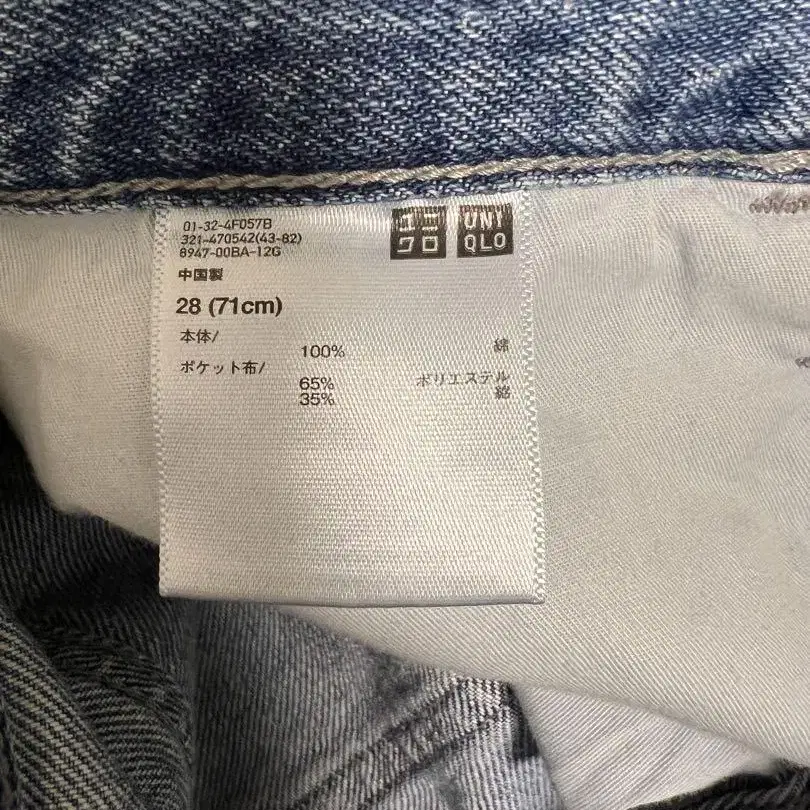 01-32-4F057B
321-470542(43-82)
8947-00BA-12G
ユニ
クロ
UNI
QLO
中国製
28 (71cm)
本体/
100% 綿
ポケット布/
65% ポリエステル
35% 綿